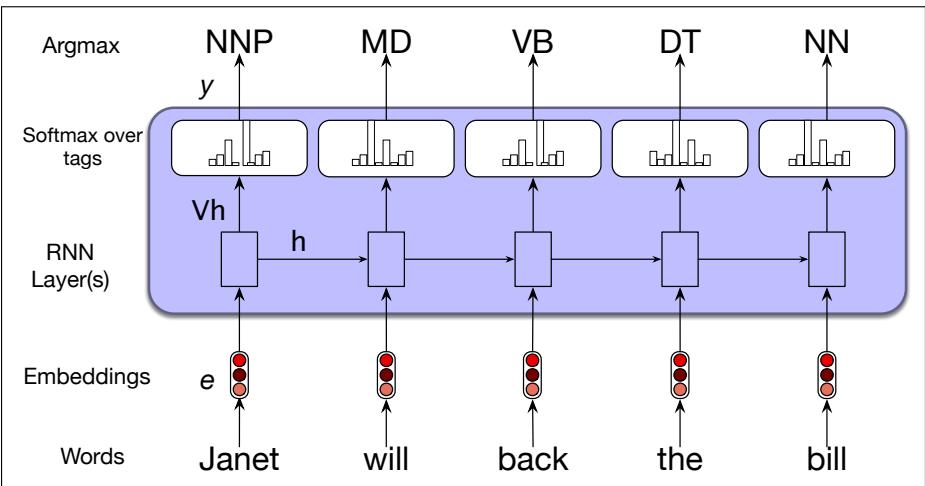 Argmax NNP MD VB DT NN
y
Softmax over
tags
Vh
h
RNN
Layer(s)
Embeddings e
Words Janet will back the bill